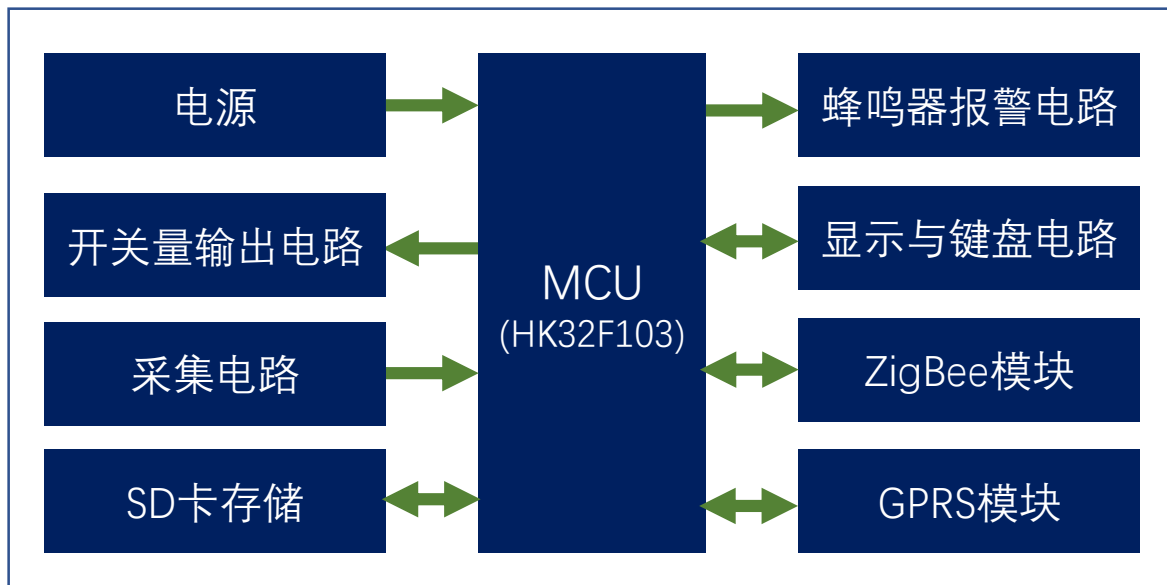 电源
开关量输出电路
采集电路
SD卡存储
MCU
(HK32F103)
蜂鸣器报警电路
显示与键盘电路
ZigBee模块
GPRS模块